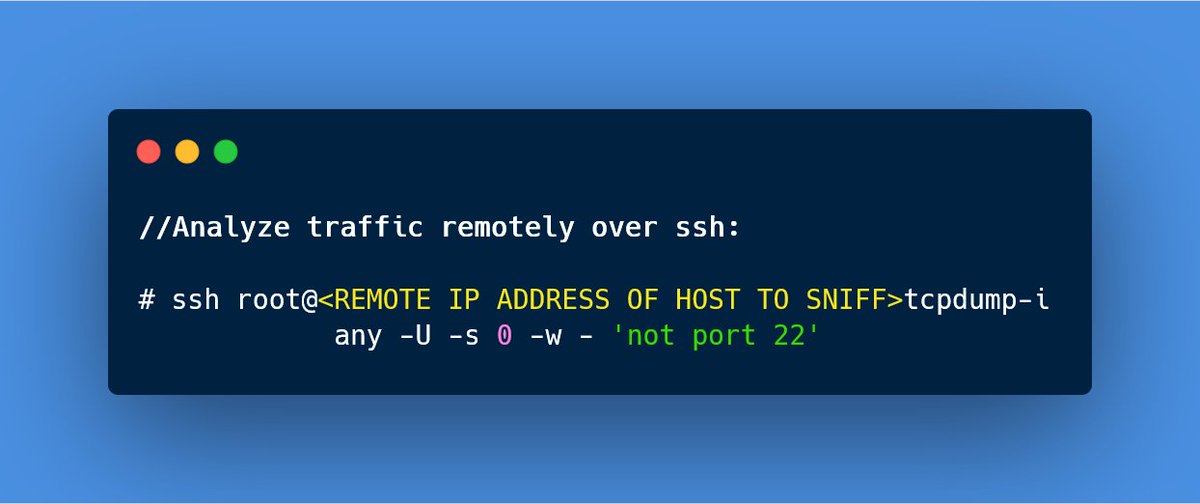 //Analyze traffic remotely over ssh:
# ssh root@<REMOTE IP ADDRESS OF HOST TO SNIFF>tcpdump-i
any -U -s 0 -w - 'not port 22'